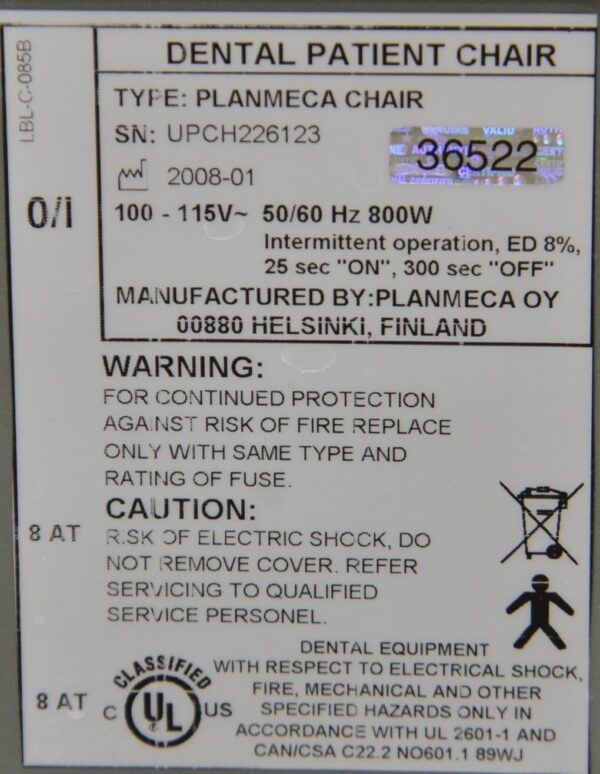 LBL-C-085B
DENTAL PATIENT CHAIR
TYPE: PLANMECA CHAIR
SN: UPCH226123
VALID
36522
2008-01
0/I
100 - 115V~ 50/60 Hz 800W
Intermittent operation, ED 8%,
25 sec "ON", 300 sec "OFF"
MANUFACTURED BY:PLANMECA OY
00880 HELSINKI, FINLAND
WARNING:
FOR CONTINUED PROTECTION
AGAINST RISK OF FIRE REPLACE
ONLY WITH SAME TYPE AND
RATING OF FUSE.
CAUTION:
8 AT
RISK OF ELECTRIC SHOCK, DO
NOT REMOVE COVER. REFER
SERVICING TO QUALIFIED
SERVICE PERSONEL.
8 AT
CLASSIFIED
C UL US
DENTAL EQUIPMENT
WITH RESPECT TO ELECTRICAL SHOCK,
FIRE, MECHANICAL AND OTHER
SPECIFIED HAZARDS ONLY IN
ACCORDANCE WITH UL 2601-1 AND
CAN/CSA C22.2 NO601.1 89WJ